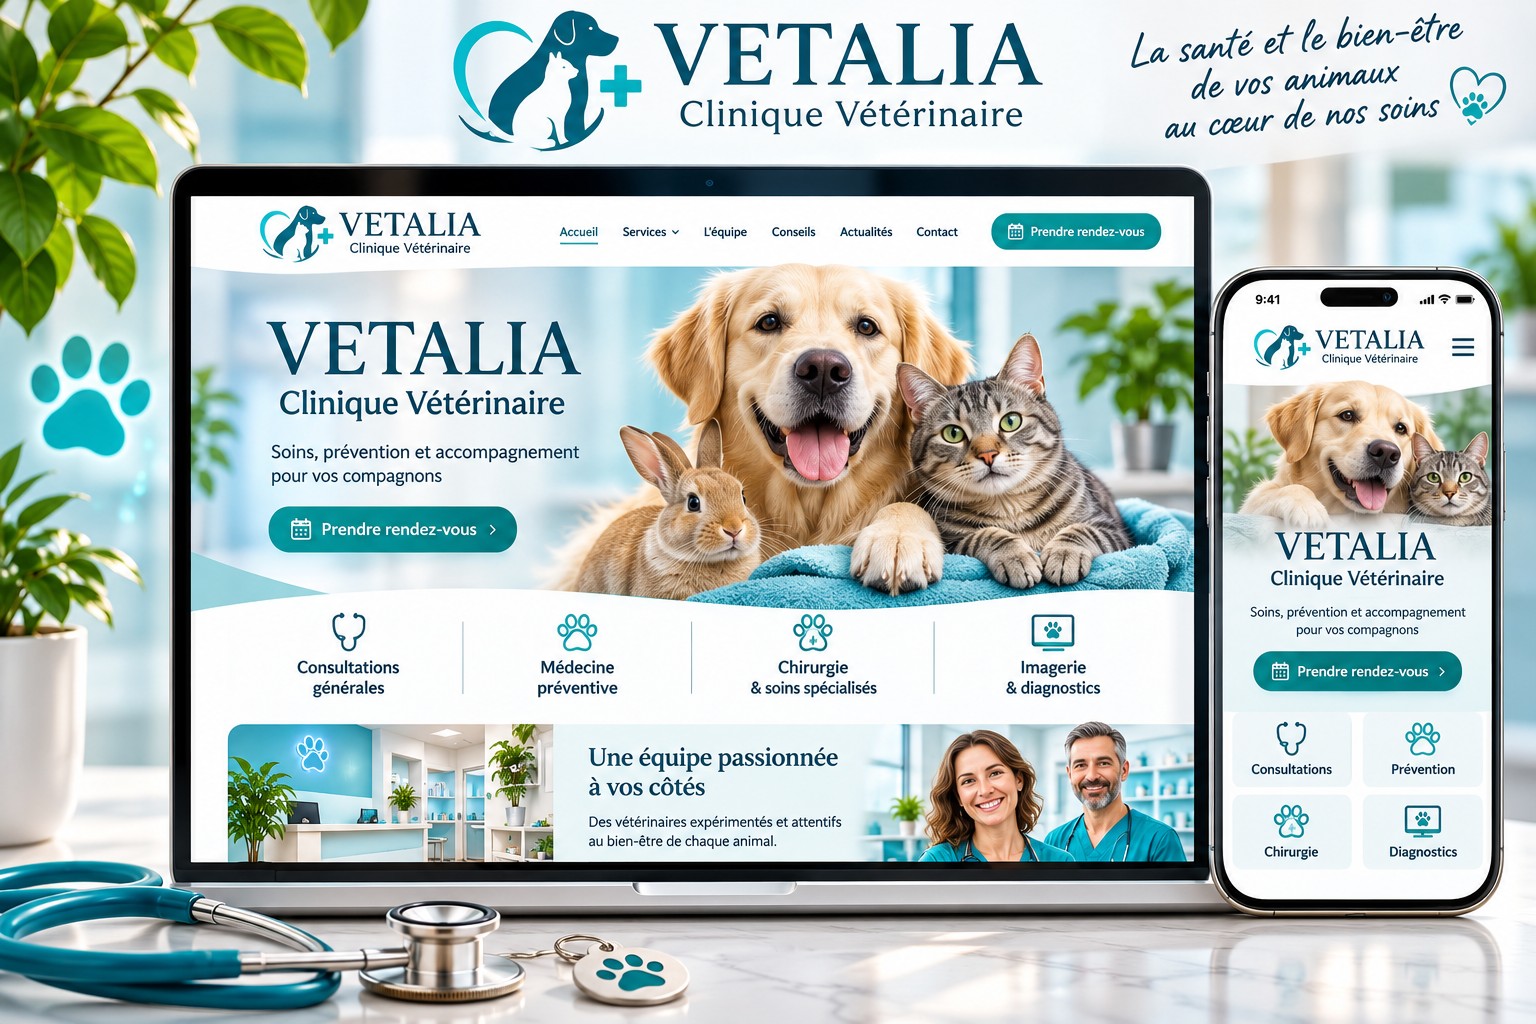 VETALIA
Clinique Vétérinaire
La santé et le bien-être
de vos animaux
au cœur de nos soins
VETALIA
Clinique Vétérinaire
Accueil
Services
L'équipe
Conseils
Actualités
Contact
Prendre rendez-vous
VETALIA
Clinique Vétérinaire
Soins, prévention et accompagnement
pour vos compagnons
Prendre rendez-vous
Consultations
générales
Médecine
préventive
Chirurgie
& soins spécialisés
Imagerie
& diagnostics
Une équipe passionnée
à vos côtés
Des vétérinaires expérimentés et attentifs
au bien-être de chaque animal.
9:41
VETALIA
Clinique Vétérinaire
VETALIA
Clinique Vétérinaire
Soins, prévention et accompagnement
pour vos compagnons
Prendre rendez-vous
Consultations
Prévention
Chirurgie
Diagnostics